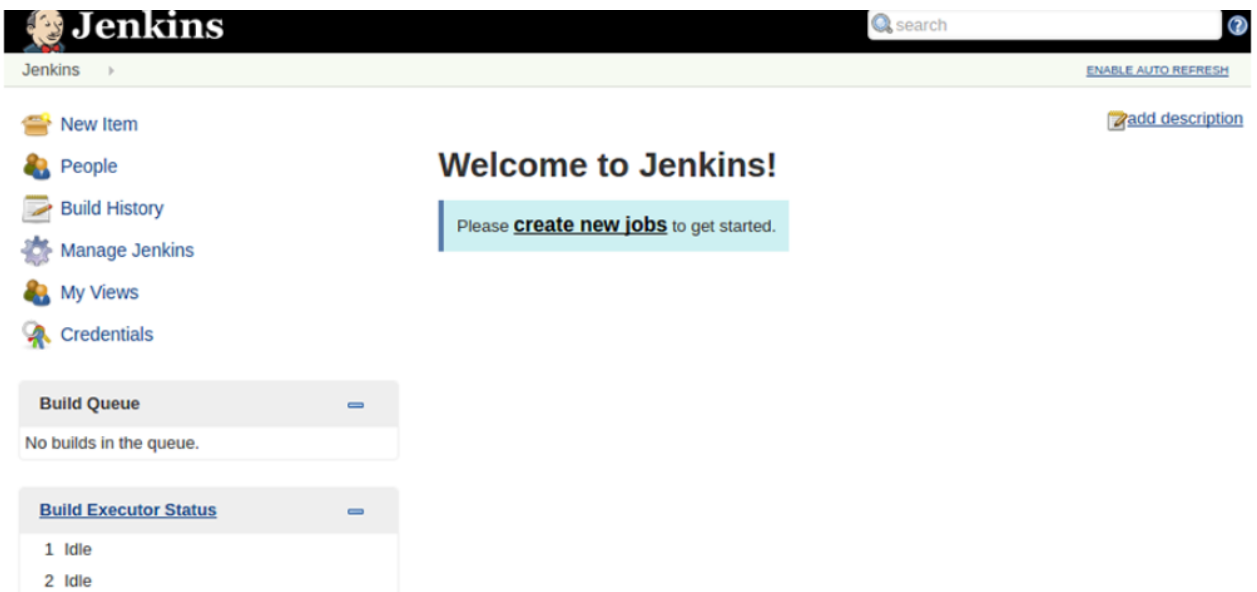 Jenkins
search
Jenkins
ENABLE AUTO REFRESH
New Item
People
Build History
Manage Jenkins
My Views
Credentials
Build Queue
No builds in the queue.
Build Executor Status
1 Idle
2 Idle
add description
Welcome to Jenkins!
Please create new jobs to get started.